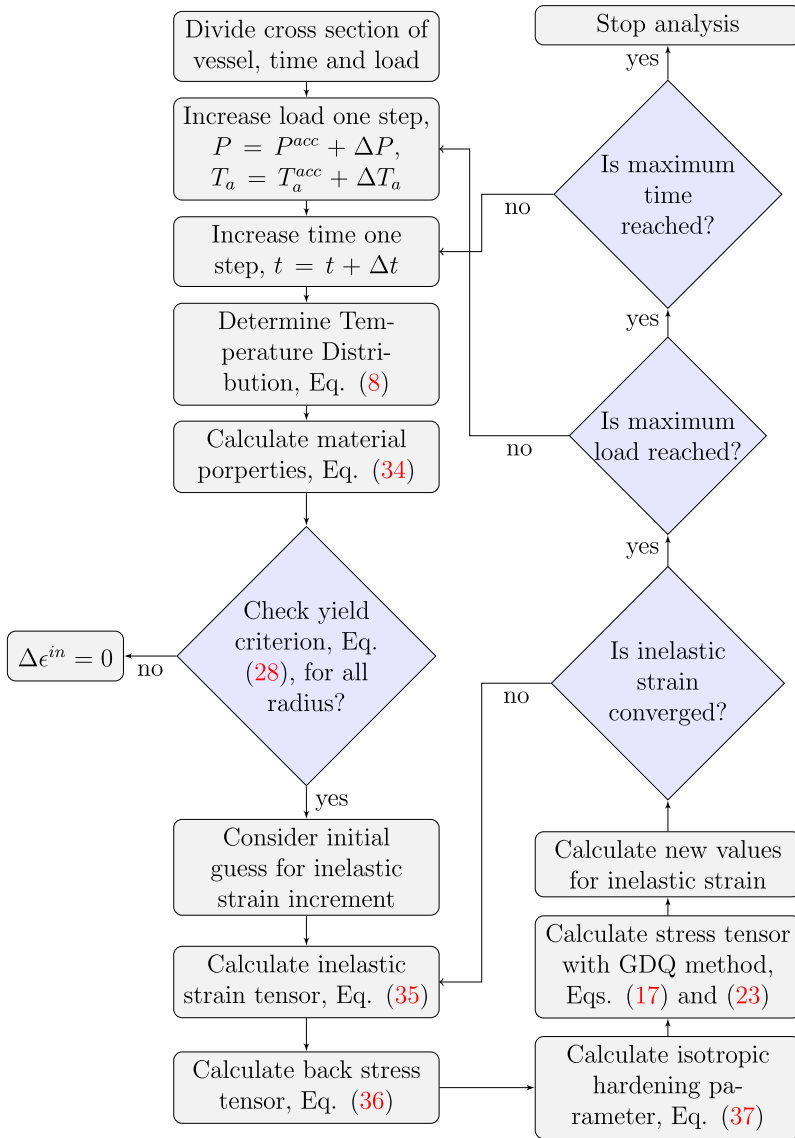 Divide cross section of
vessel, time and load
Increase load one step,
P = P^{acc} + ΔP,
T_a = T_a^{acc} + ΔT_a
Increase time one
step, t = t + Δt
Determine Tem-
perature Distri-
bution, Eq. (8)
Calculate material
porperties, Eq. (34)
Check yield
criterion, Eq.
(28), for all
radius?
no
Δϵ^{in} = 0
yes
Consider initial
guess for inelastic
strain increment
Calculate inelastic
strain tensor, Eq. (35)
Calculate back stress
tensor, Eq. (36)
Calculate isotropic
hardening pa-
rameter, Eq. (37)
Calculate stress tensor
with GDQ method,
Eqs. (17) and (23)
Calculate new values
for inelastic strain
Is inelastic
strain
converged?
no
yes
Is maximum
load reached?
no
yes
Is maximum
time
reached?
no
yes
Stop analysis